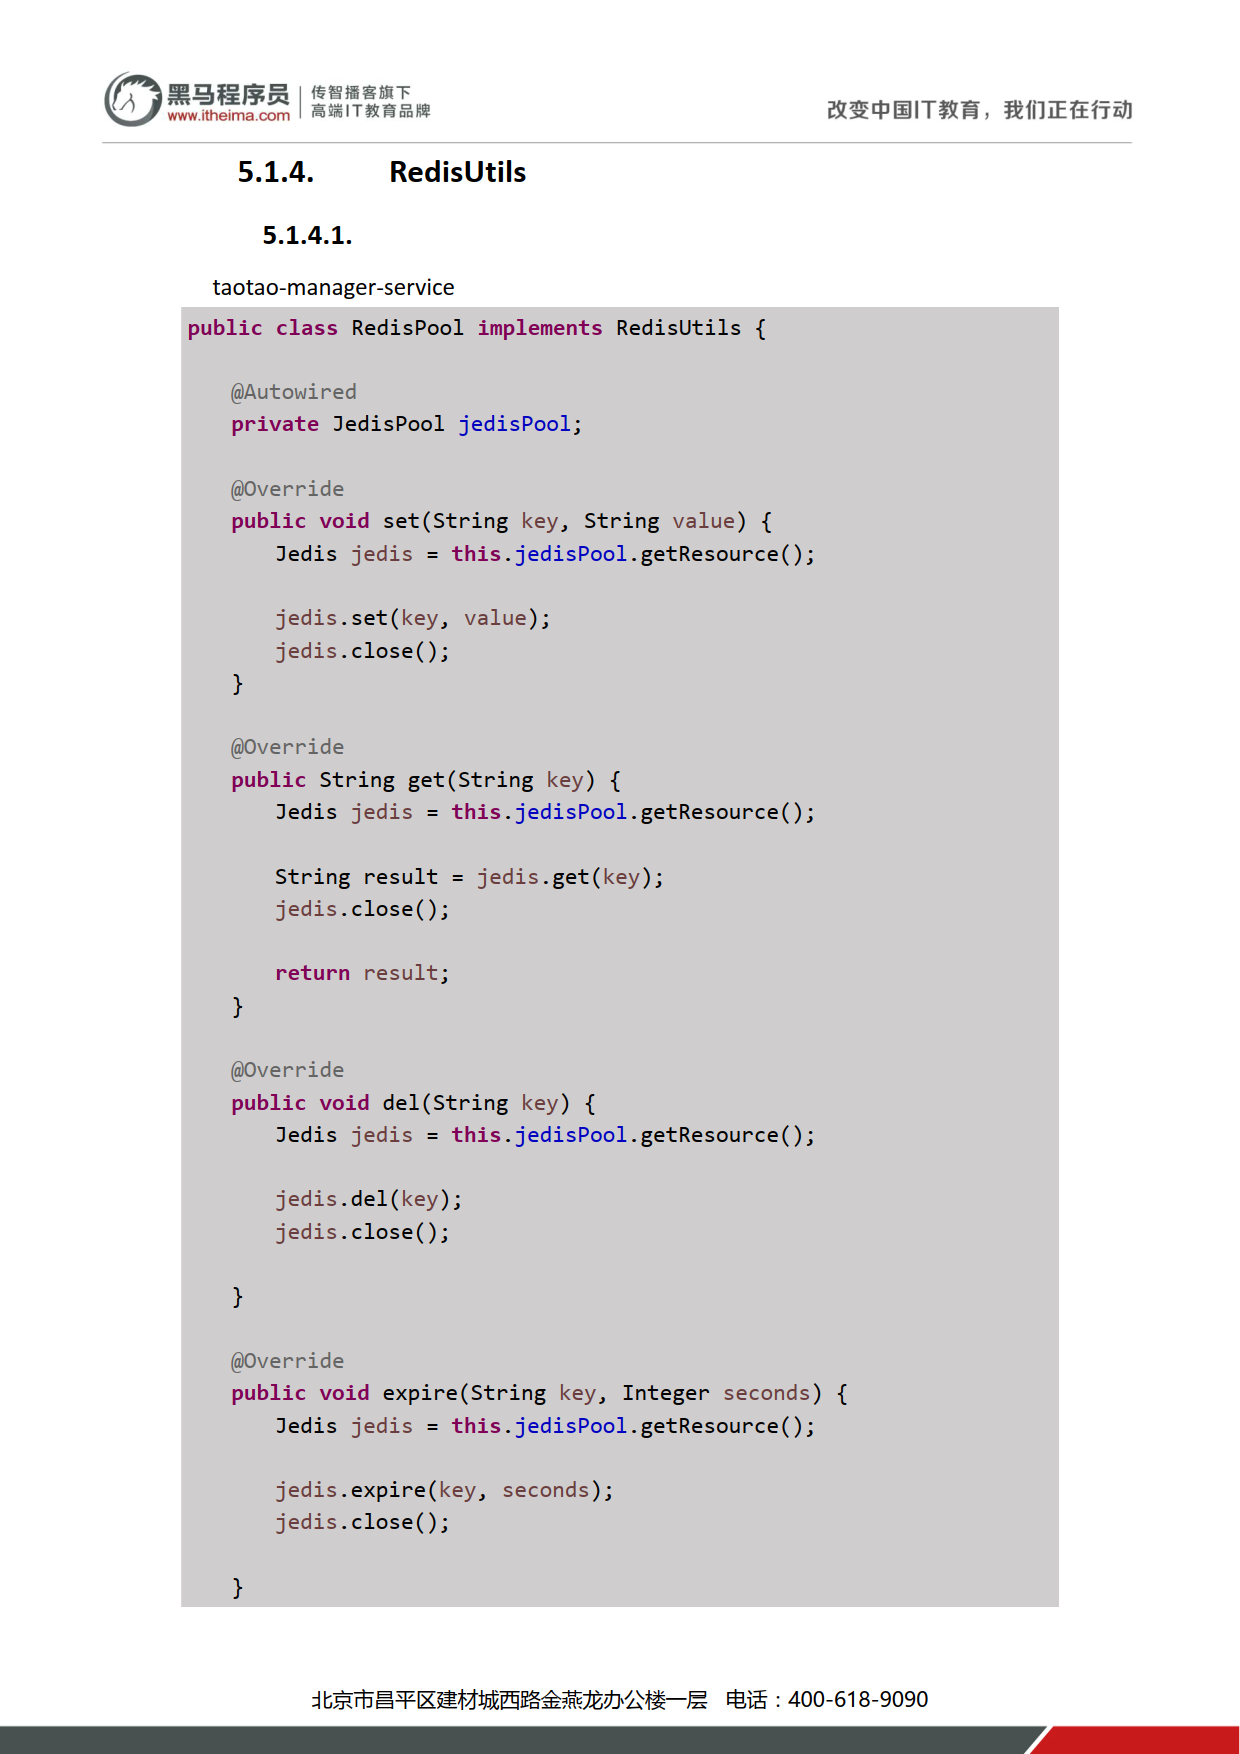 黑马程序员
www.itheima.com
传智播客旗下
高端IT教育品牌
改变中国IT教育，我们正在行动
5.1.4. RedisUtils
5.1.4.1.
taotao-manager-service
public class RedisPool implements RedisUtils {
@Autowired
private JedisPool jedisPool;
@Override
public void set(String key, String value) {
Jedis jedis = this.jedisPool.getResource();
jedis.set(key, value);
jedis.close();
}
@Override
public String get(String key) {
Jedis jedis = this.jedisPool.getResource();
String result = jedis.get(key);
jedis.close();
return result;
}
@Override
public void del(String key) {
Jedis jedis = this.jedisPool.getResource();
jedis.del(key);
jedis.close();
}
@Override
public void expire(String key, Integer seconds) {
Jedis jedis = this.jedisPool.getResource();
jedis.expire(key, seconds);
jedis.close();
}
北京市昌平区建材城西路金燕龙办公楼一层 电话：400-618-9090